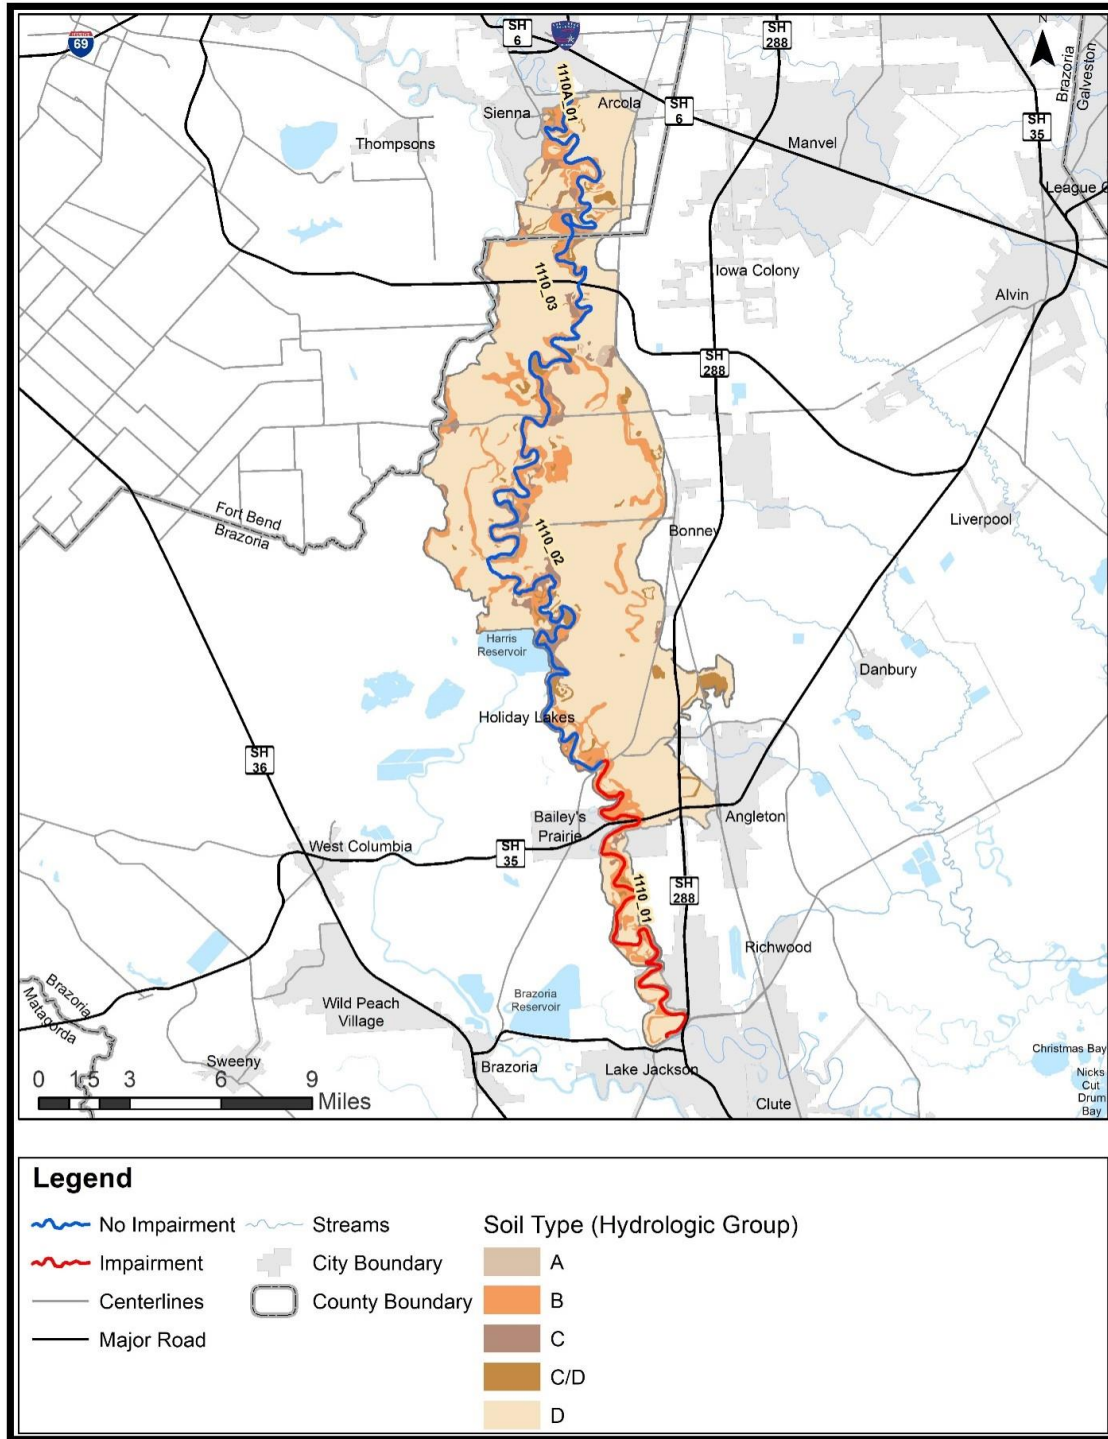 SH
6
SH
288
69
N
Brazoria
Galveston
1110A_01
Sienna
Arcola
SH
6
SH
35
Thompsons
Manvel
League C
1110_03
Iowa Colony
Alvin
SH
288
Fort Bend
Brazoria
1110_02
Bonney
Liverpool
Harris
Reservoir
Danbury
Holiday Lakes
SH
36
Bailey's
Prairie
Angleton
West Columbia
SH
35
SH
288
1110_01
Richwood
Brazoria
Matagorda
Wild Peach
Village
Brazoria
Reservoir
Christmas Bay
Sweeny
Brazoria
Lake Jackson
Nicks
Cut
Drum
Bay
Clute
0 1.5 3 6 9
Miles
Legend
No Impairment
Streams
Soil Type (Hydrologic Group)
Impairment
City Boundary
A
Centerlines
County Boundary
B
Major Road
C
C/D
D